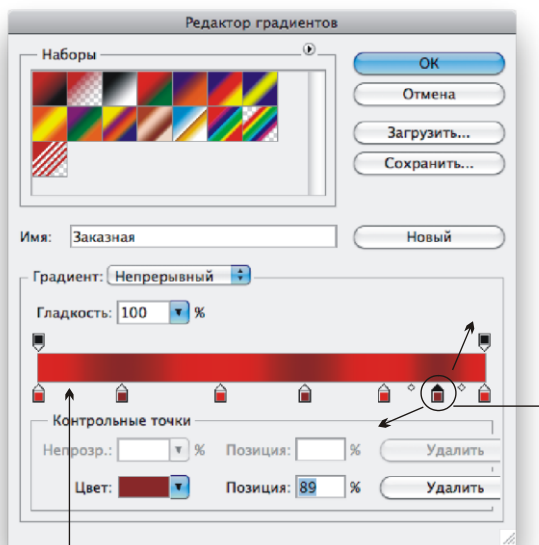 Редактор градиентов
Наборы
OK
Отмена
Загрузить...
Сохранить...
Имя: Заказная
Новый
Градиент: Непрерывный
Гладкость: 100 %
Контрольные точки
Непрозр.: % Позиция: % Удалить
Цвет: Позиция: 89 % Удалить